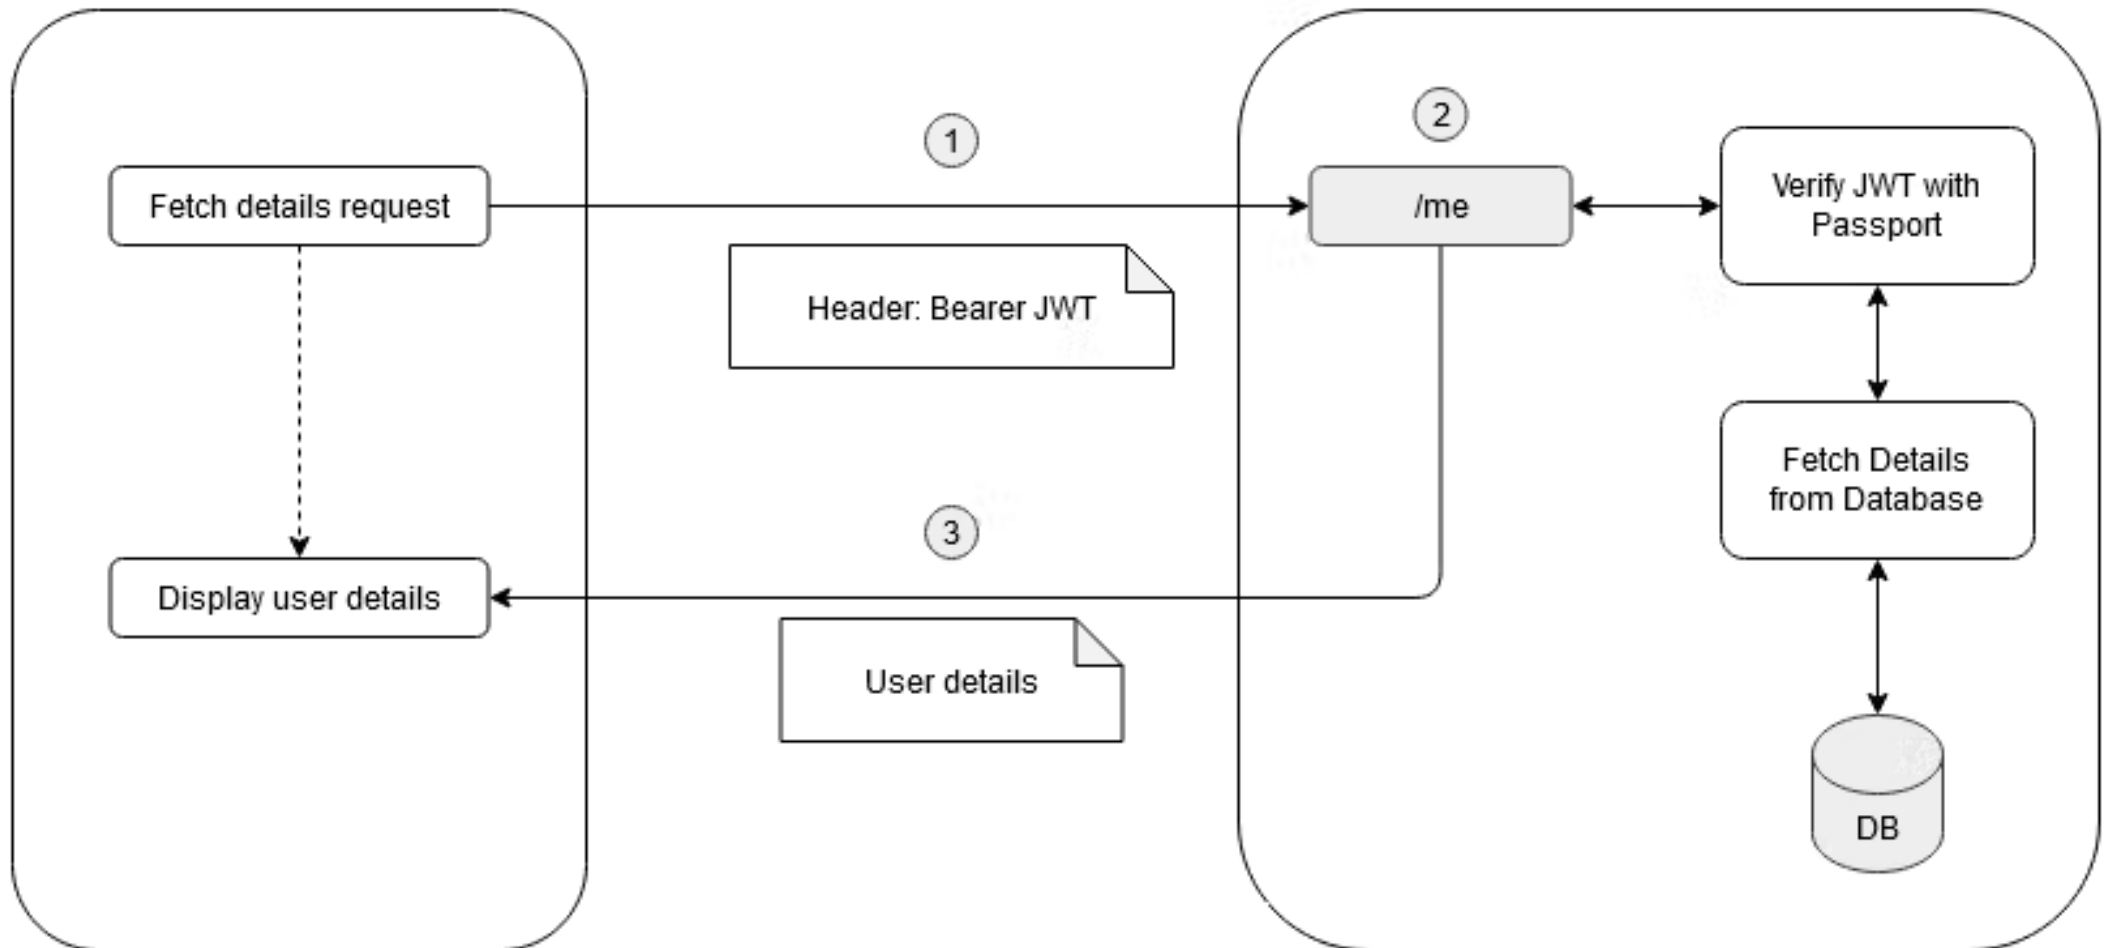 1
2
Fetch details request
/me
Verify JWT with
Passport
Header: Bearer JWT
Fetch Details
from Database
3
Display user details
User details
DB